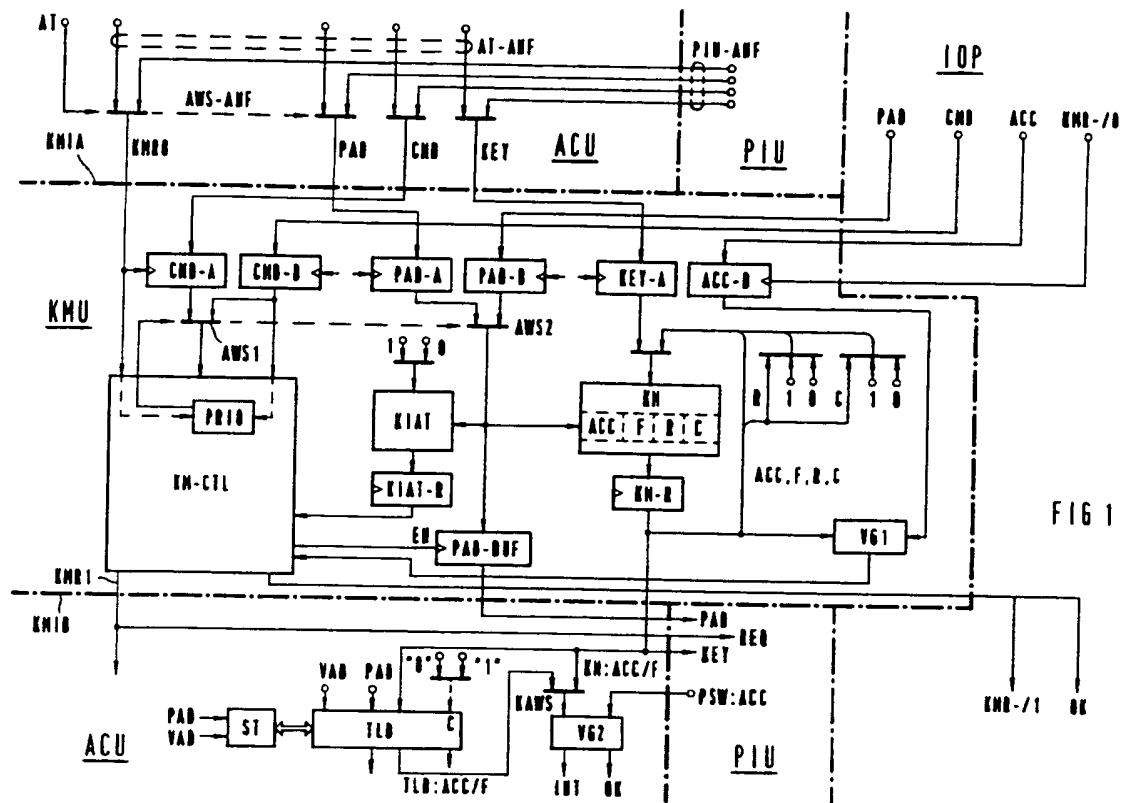 AT
AT-ANF
PIU-ANF
IOP
AWS-ANF
PAD CMD ACC KMR-/0
KMIA
KMR0
PAD
CMD
KEY
ACU
PIU
CMD-A
CMD-B
PAD-A
PAD-B
KEY-A
ACC-B
KMU
AWS1
AWS2
1 0
PRIO
KIAT
KM
ACC F R C
R 1 0 C 1 0
KM-CTL
KIAT-R
KM-R
ACC,F,R,C
FIG 1
EN
PAD-BUF
VG1
KMR1
KMIB
PAD
REQ
KEY
"0" "1"
VAD PAD
KM:ACC/F
KAWS
PSW:ACC
KMR-/1
OK
PAD
VAD
ST
TLB
C
VG2
ACU
TLB:ACC/F
INT
OK
PIU